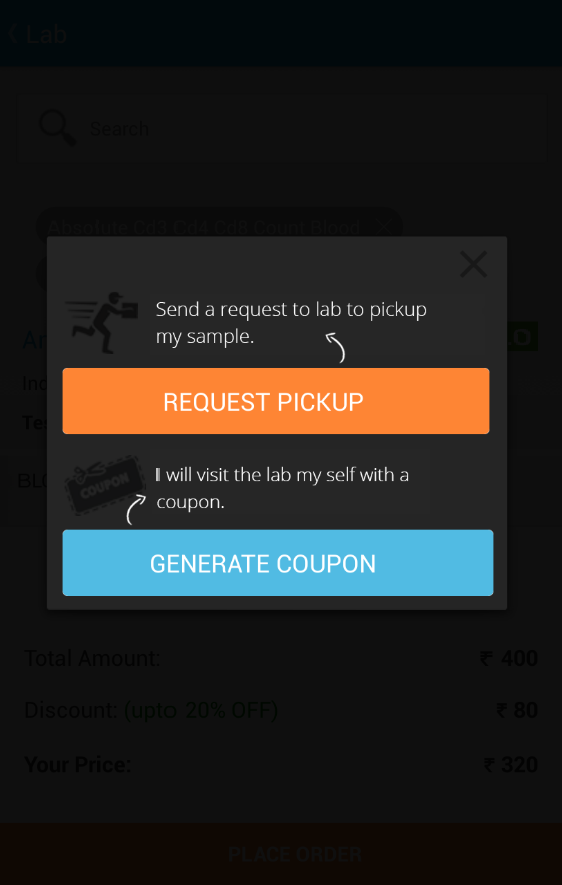 Lab
Search
Absolute Cd3 Cd4 Cd8 Count Blood
Send a request to lab to pickup
my sample.
REQUEST PICKUP
COUPON
I will visit the lab my self with a
coupon.
GENERATE COUPON
Total Amount: ₹ 400
Discount: (upto 20% OFF) ₹ 80
Your Price: ₹ 320
PLACE ORDER